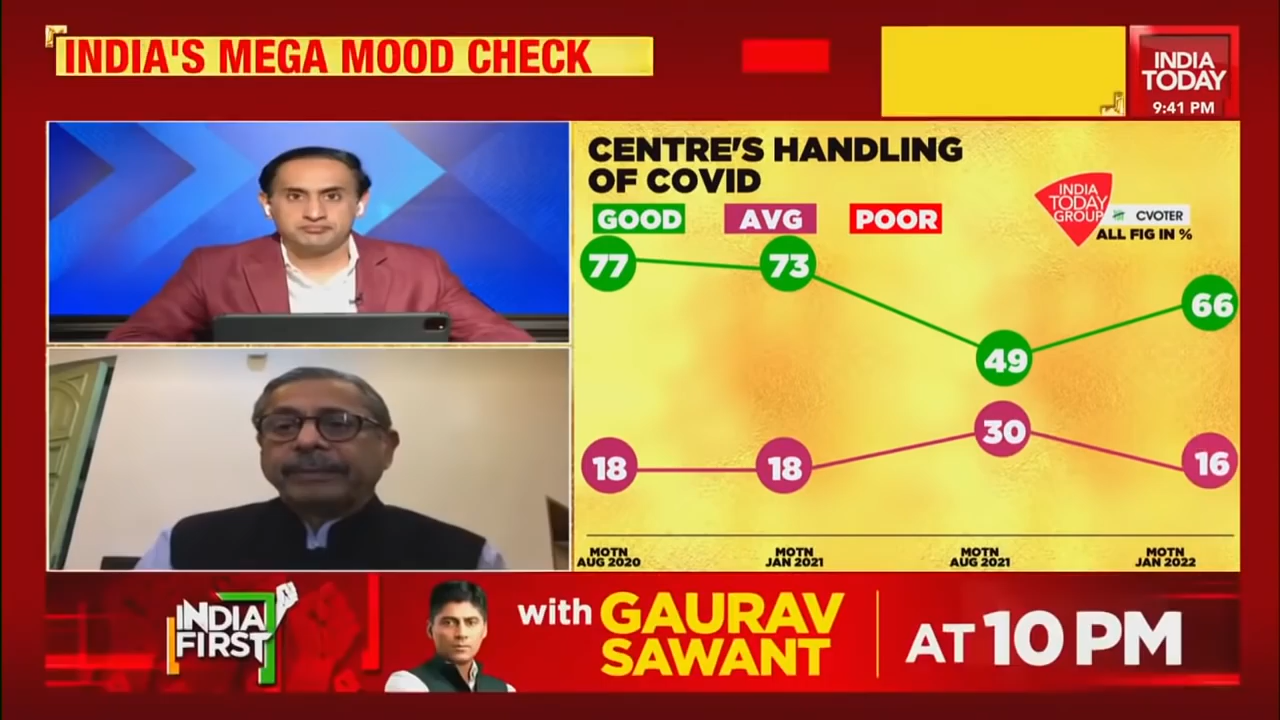 INDIA'S MEGA MOOD CHECK
INDIA
TODAY
9:41 PM
CENTRE'S HANDLING
OF COVID
GOOD AVG POOR
INDIA
TODAY
GROUP
CVOTER
ALL FIG IN %
77 73 49 66
18 18 30 16
MOTN
AUG 2020
MOTN
JAN 2021
MOTN
AUG 2021
MOTN
JAN 2022
INDIA
FIRST
with GAURAV
SAWANT
AT 10 PM